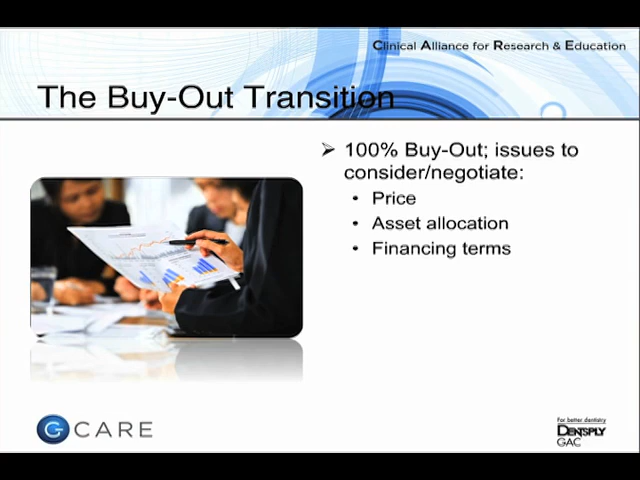 Clinical Alliance for Research & Education
The Buy-Out Transition
➢ 100% Buy-Out; issues to
consider/negotiate:
• Price
• Asset allocation
• Financing terms
G CARE
For better dentistry
DENTSPLY
GAC